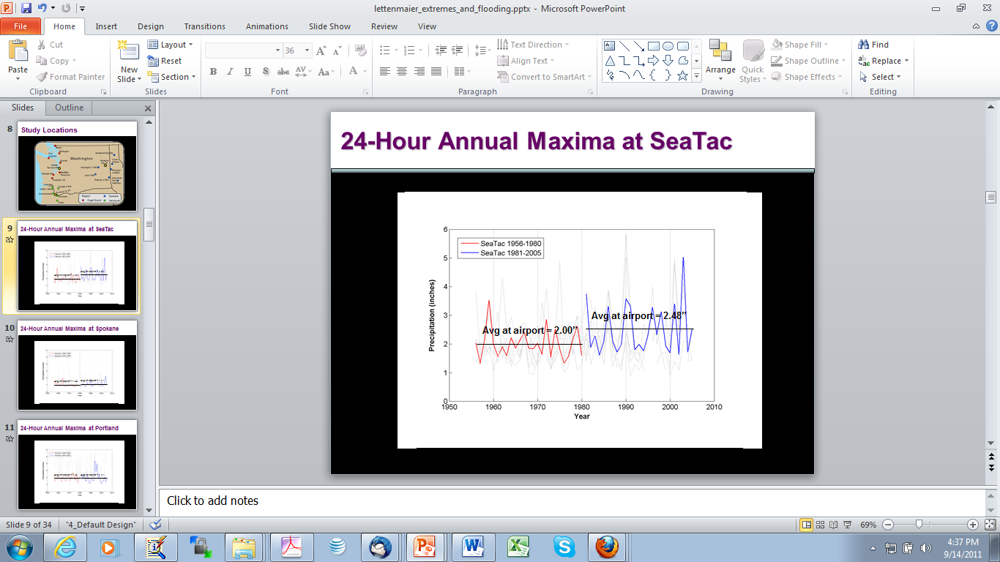 lettenmaier_extremes_and_flooding.pptx - Microsoft PowerPoint
File Home Insert Design Transitions Animations Slide Show Review View
Paste
Cut
Copy
Format Painter
Clipboard
New Slide
Layout
Reset
Section
Slides
36
B I U S abc AV Aa A
Font
Text Direction
Align Text
Convert to SmartArt
Paragraph
Arrange
Quick Styles
Shape Fill
Shape Outline
Shape Effects
Drawing
Find
Replace
Select
Editing
Slides Outline
8
Study Locations
Washington
9
24-Hour Annual Maxima at SeaTac
10
24-Hour Annual Maxima at Spokane
11
24-Hour Annual Maxima at Portland
24-Hour Annual Maxima at SeaTac
SeaTac 1956-1980
SeaTac 1981-2005
Avg at airport = 2.00”
Avg at airport = 2.48”
Precipitation (inches)
6
5
4
3
2
1
0
1950 1960 1970 1980 1990 2000 2010
Year
Click to add notes
Slide 9 of 34 "4_Default Design" 69%
4:37 PM
9/14/2011